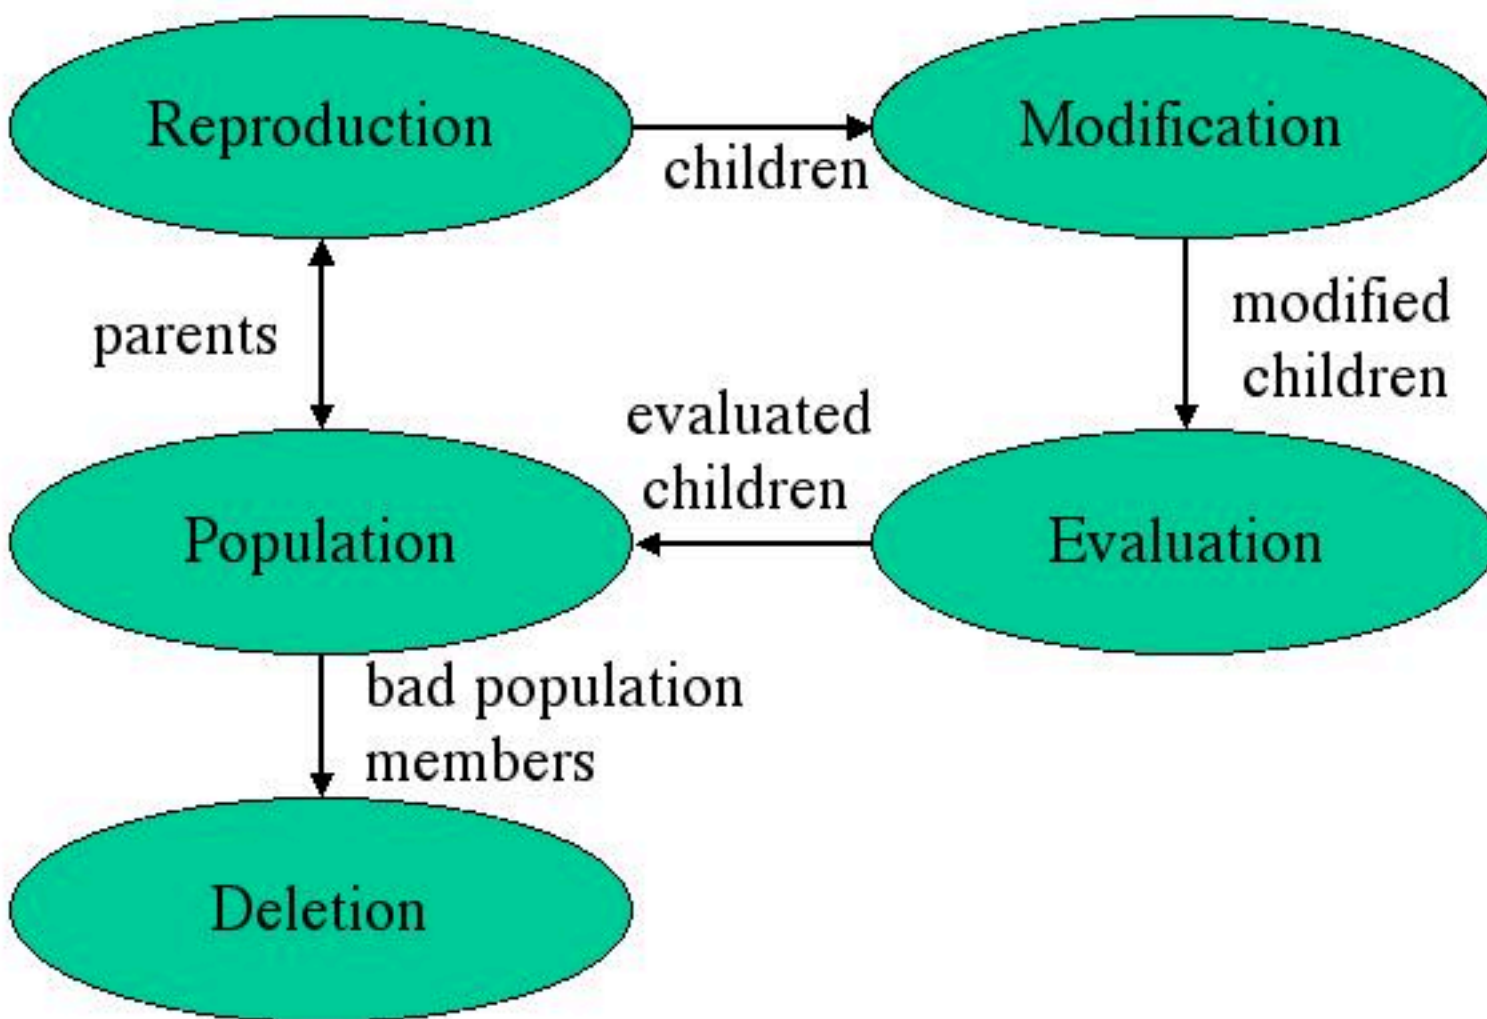 Reproduction
children
Modification
parents
modified
children
evaluated
children
Population
Evaluation
bad population
members
Deletion